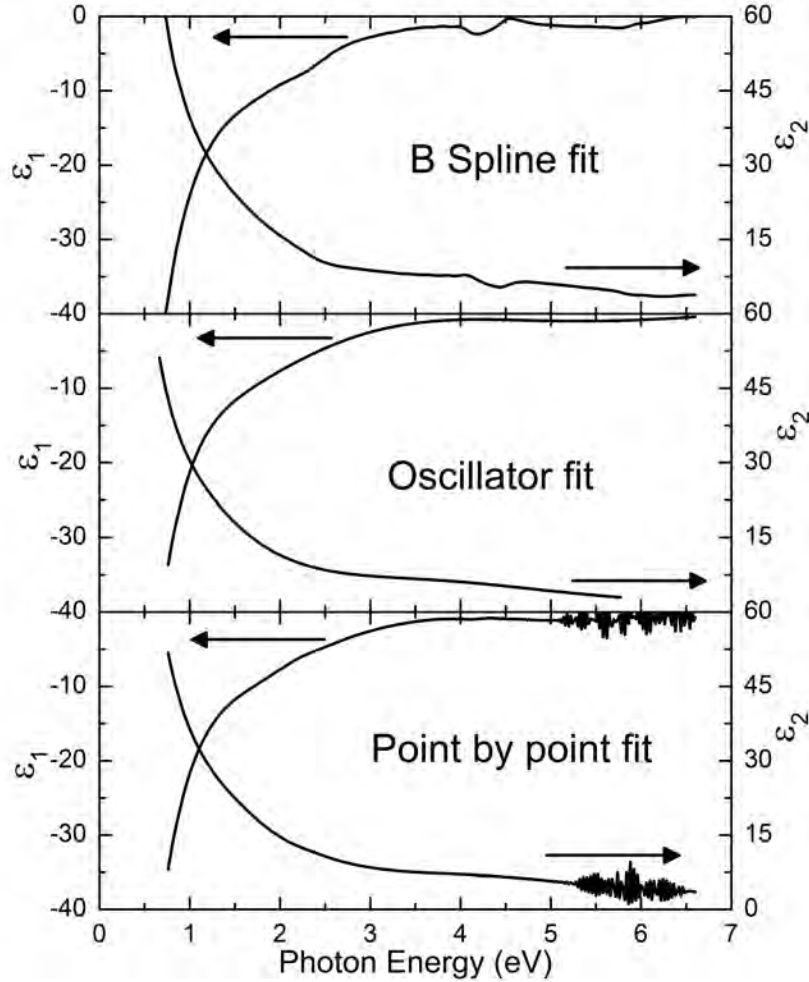 0 60
-10 45
ε1 ε2
-20 30
B Spline fit
-30 15
-40 60
-10 45
ε1 ε2
-20 30
Oscillator fit
-30 15
-40 60
-10 45
ε1 ε2
-20 30
Point by point fit
-30 15
-40 0
0 1 2 3 4 5 6 7
Photon Energy (eV)